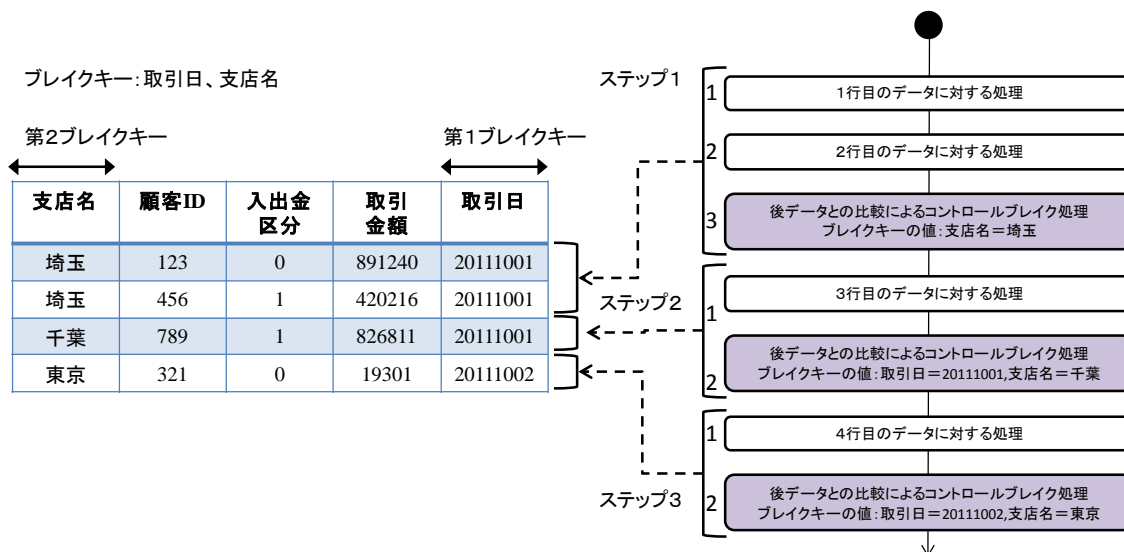 ブレイクキー：取引日、支店名
第２ブレイクキー
第１ブレイクキー
支店名 顧客ID 入出金区分 取引金額 取引日
埼玉 123 0 891240 20111001
埼玉 456 1 420216 20111001
千葉 789 1 826811 20111001
東京 321 0 19301 20111002
ステップ１
1 １行目のデータに対する処理
2 ２行目のデータに対する処理
3 後データとの比較によるコントロールブレイク処理
ブレイクキーの値：支店名＝埼玉
ステップ２
1 ３行目のデータに対する処理
2 後データとの比較によるコントロールブレイク処理
ブレイクキーの値：取引日＝20111001,支店名＝千葉
ステップ３
1 ４行目のデータに対する処理
2 後データとの比較によるコントロールブレイク処理
ブレイクキーの値：取引日＝20111002,支店名＝東京